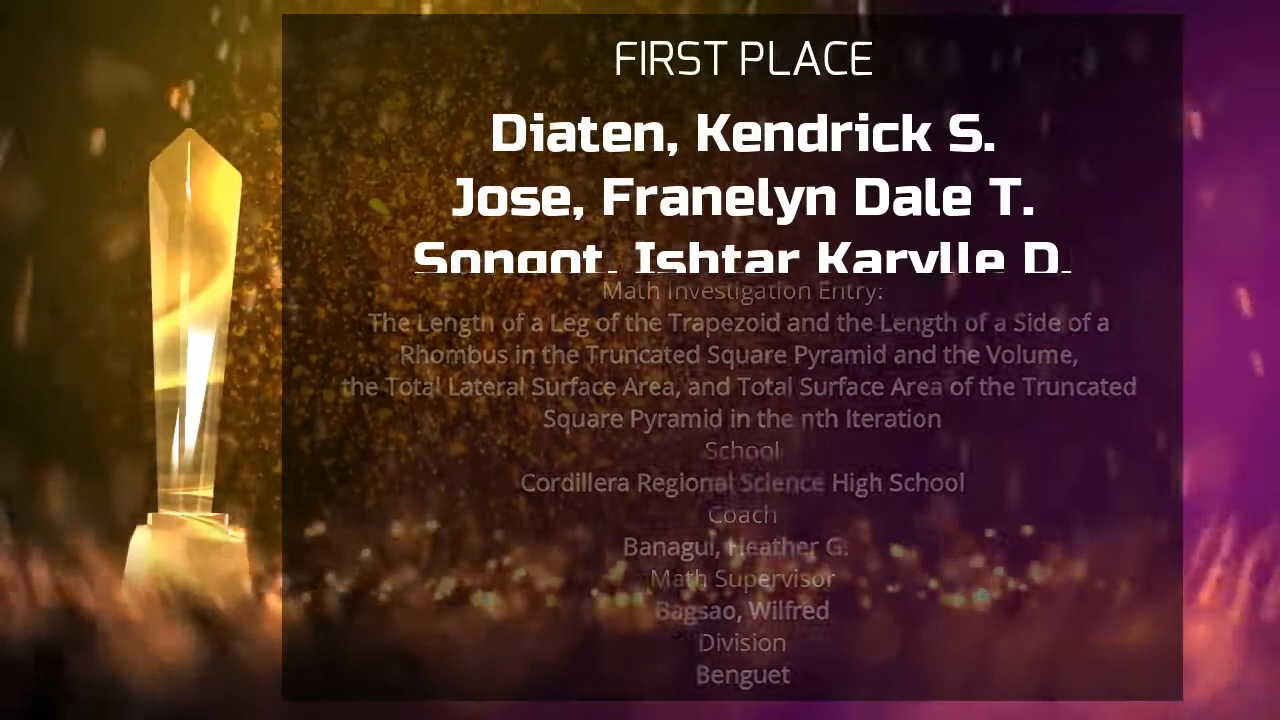 FIRST PLACE
Diaten, Kendrick S.
Jose, Franelyn Dale T.
Songot, Ishtar Karylle D.
Math Investigation Entry:
The Length of a Leg of the Trapezoid and the Length of a Side of a
Rhombus in the Truncated Square Pyramid and the Volume,
the Total Lateral Surface Area, and Total Surface Area of the Truncated
Square Pyramid in the nth Iteration
School
Cordillera Regional Science High School
Coach
Banagui, Heather G.
Math Supervisor
Bagsao, Wilfred
Division
Benguet